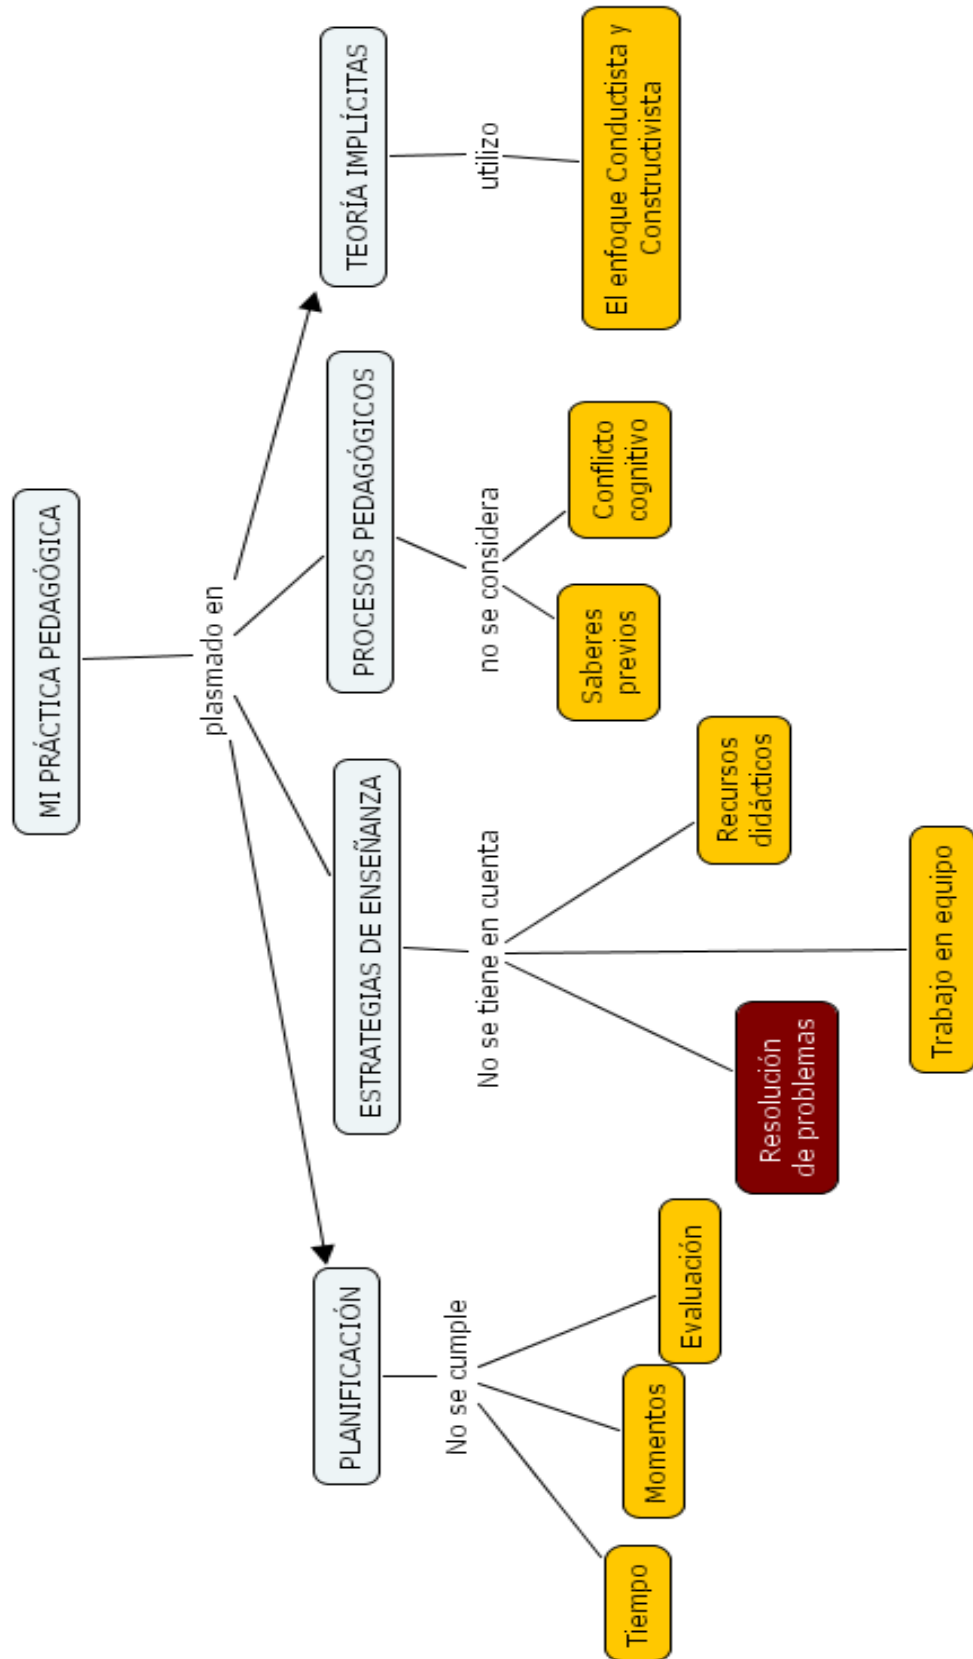 MI PRÁCTICA PEDAGÓGICA
plasmado en
PLANIFICACIÓN
ESTRATEGIAS DE ENSEÑANZA
PROCESOS PEDAGÓGICOS
TEORÍA IMPLÍCITAS
No se cumple
No se tiene en cuenta
no se considera
utilizo
Tiempo
Momentos
Evaluación
Resolución
de problemas
Trabajo en equipo
Recursos
didácticos
Saberes
previos
Conflicto
cognitivo
El enfoque Conductista y
Constructivista